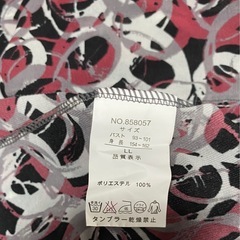 NO.858057
サイズ
バスト 93～101
身長 154～162
LL
品質表示
ポリエステル 100%
タンブラー乾燥禁止